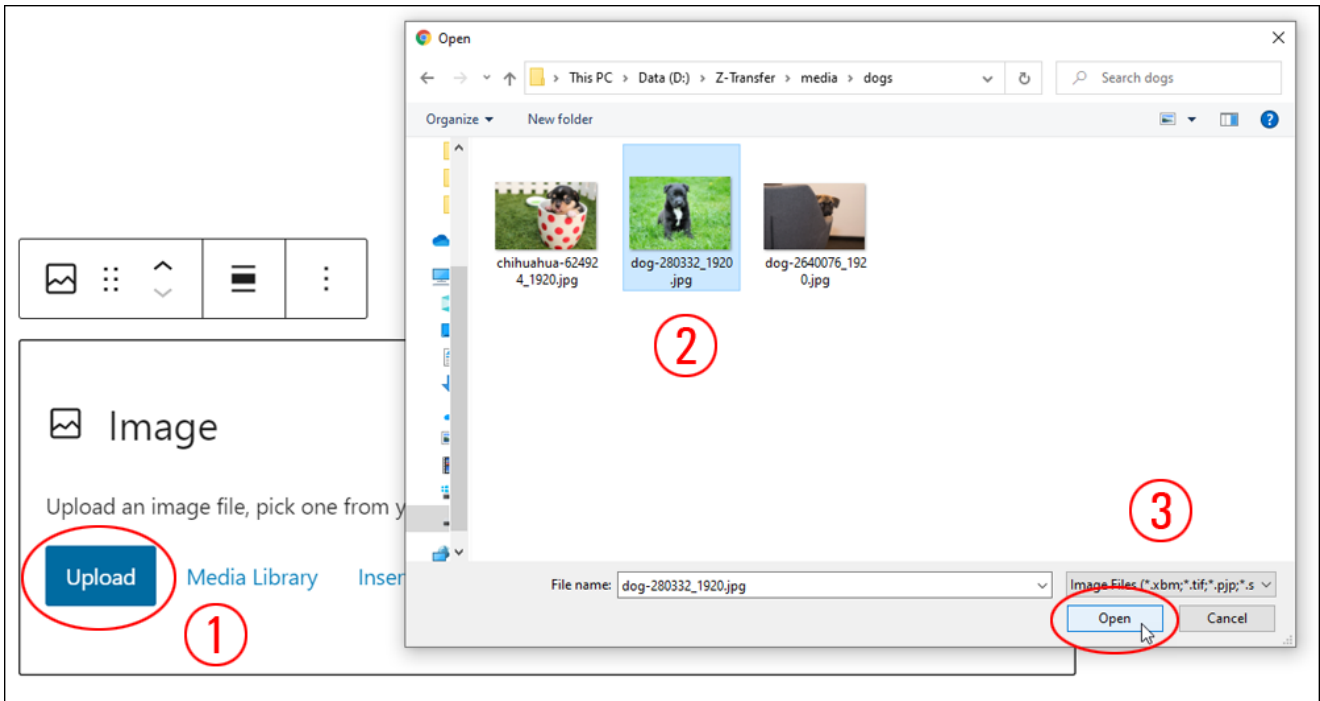 Open
This PC > Data (D:) > Z-Transfer > media > dogs
Search dogs
Organize
New folder
chihuahua-62492
4_1920.jpg
dog-280332_1920
.jpg
dog-2640076_192
0.jpg
2
Image
Upload an image file, pick one from y
Upload
Media Library
Inser
1
3
File name:
dog-280332_1920.jpg
Image Files (*.xbm;*.tif;*.pjp;*.s
Open
Cancel